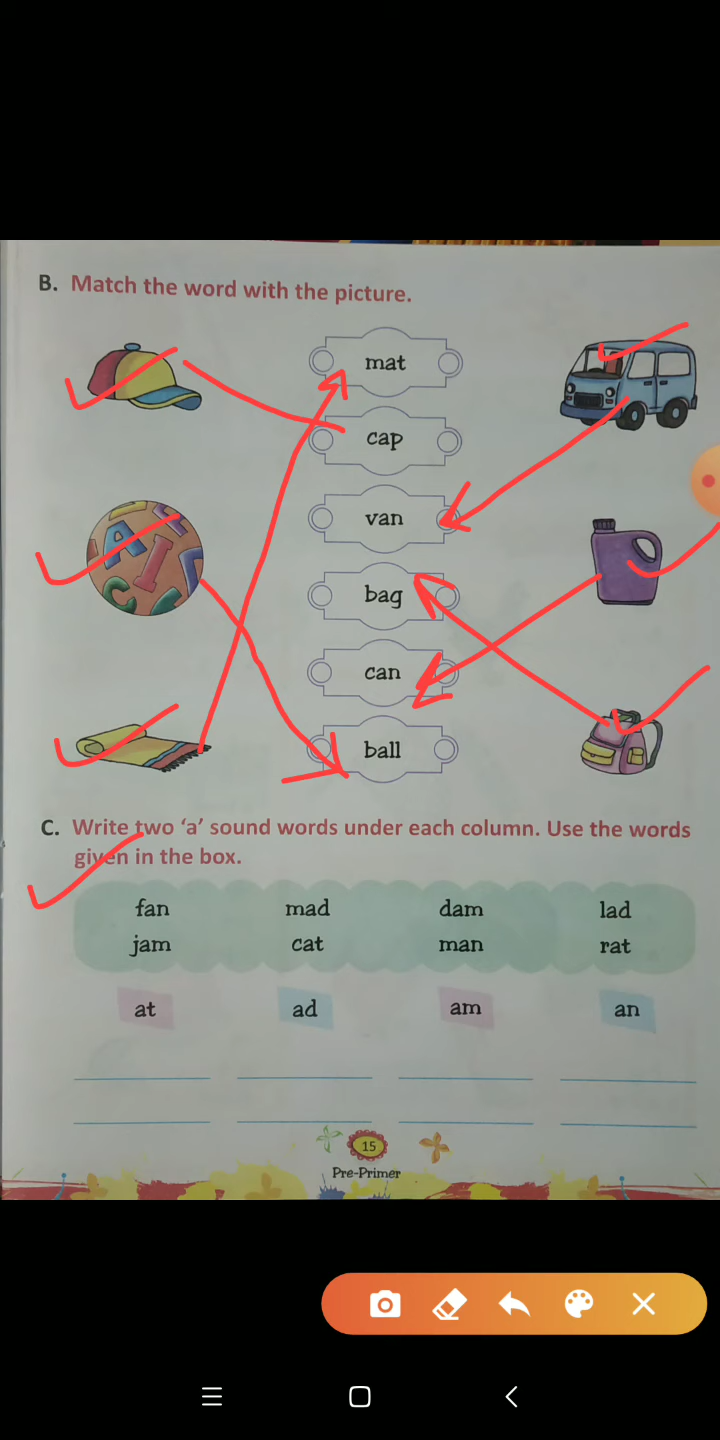 B. Match the word with the picture.
mat
cap
van
bag
can
ball
C. Write two ‘a’ sound words under each column. Use the words
given in the box.
fan mad dam lad
jam cat man rat
at ad am an
15
Pre-Primer